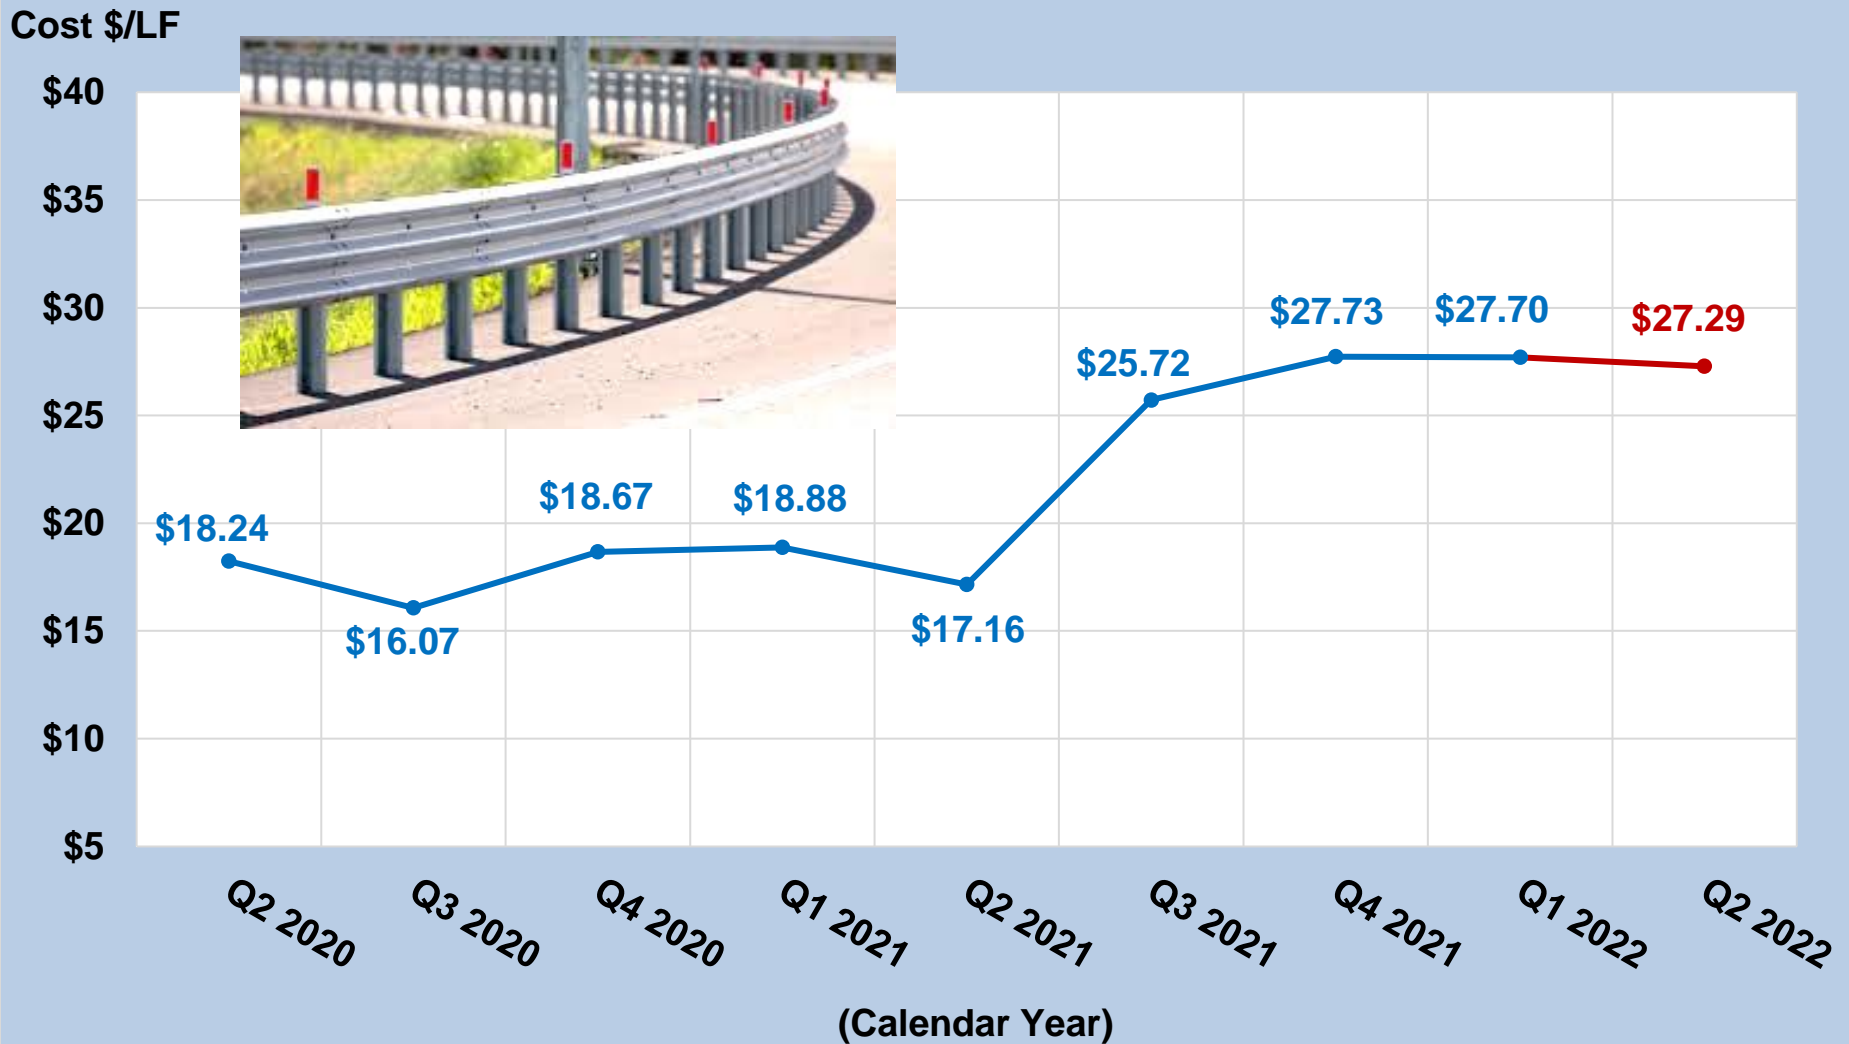 Cost $/LF
$40
$35
$30
$25
$20
$15
$10
$5
$18.24
$16.07
$18.67
$18.88
$17.16
$25.72
$27.73
$27.70
$27.29
Q2 2020
Q3 2020
Q4 2020
Q1 2021
Q2 2021
Q3 2021
Q4 2021
Q1 2022
Q2 2022
(Calendar Year)